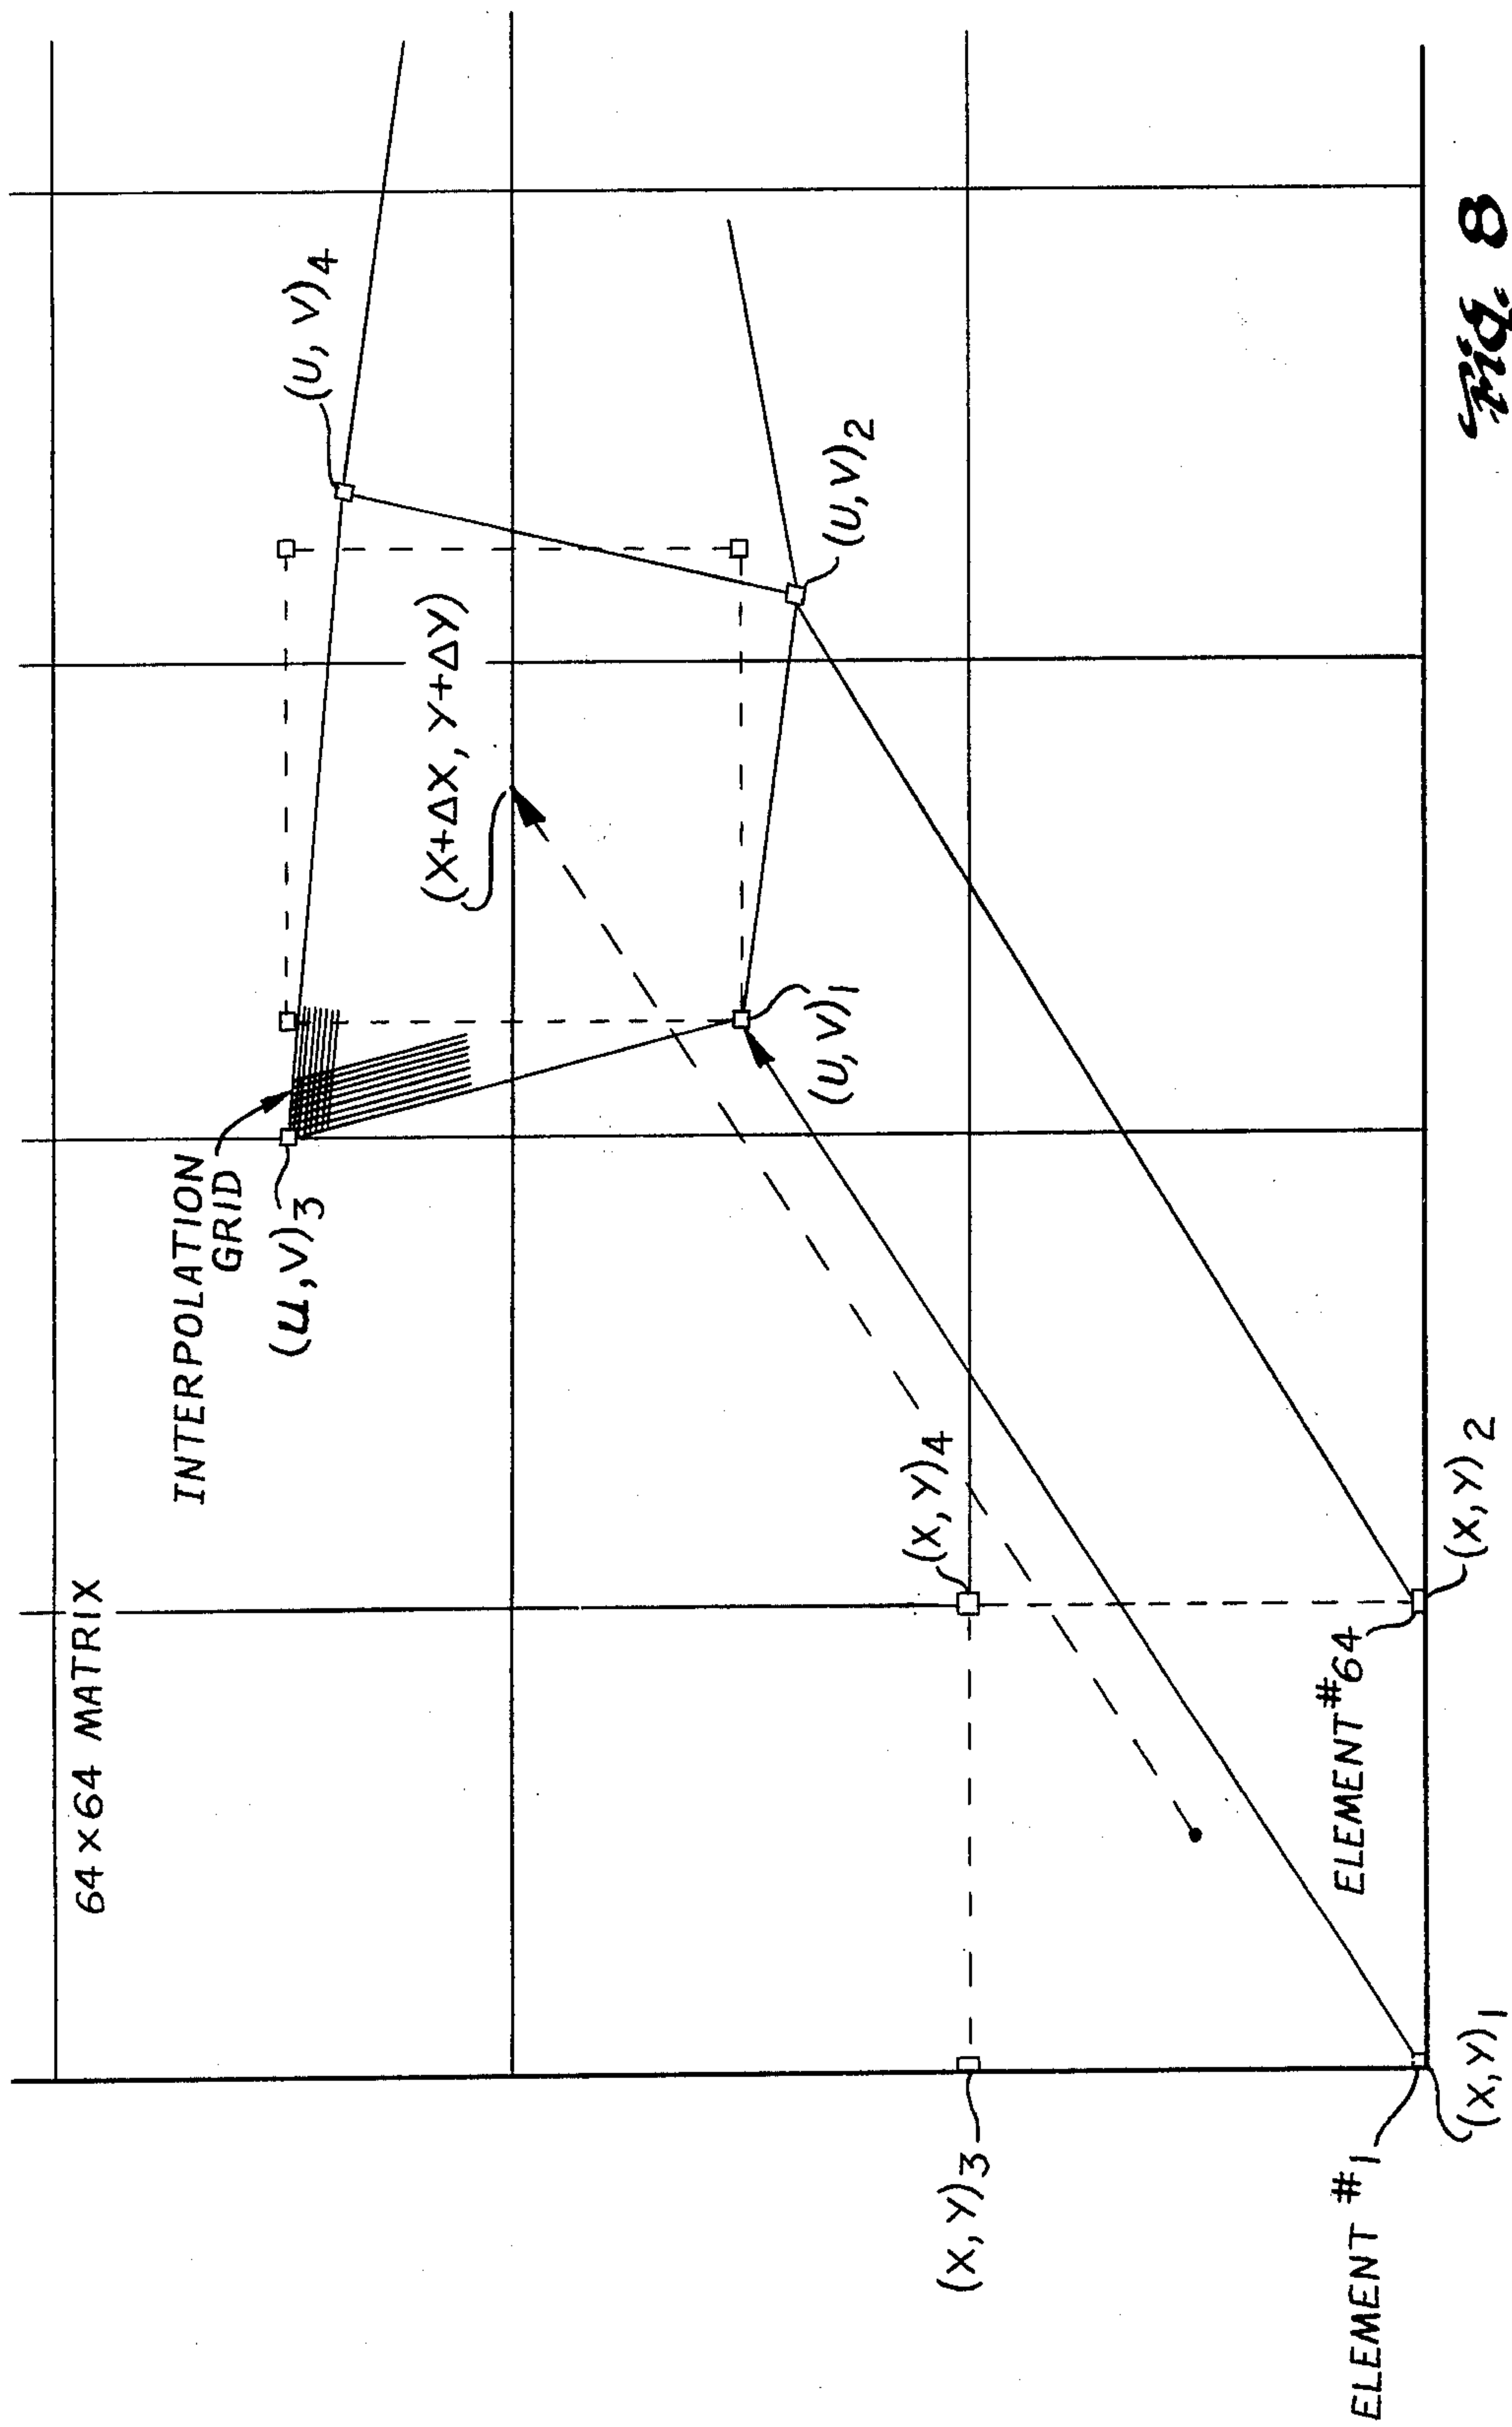 64 X 64 MATRIX
INTERPOLATION
GRID
(U, V)3
(U, V)4
(X+ΔX, Y+ΔY)
(U, V)2
(U, V)1
(X, Y)4
(X, Y)3
ELEMENT #64
ELEMENT #1
(X, Y)1
(X, Y)2
Fig. 8